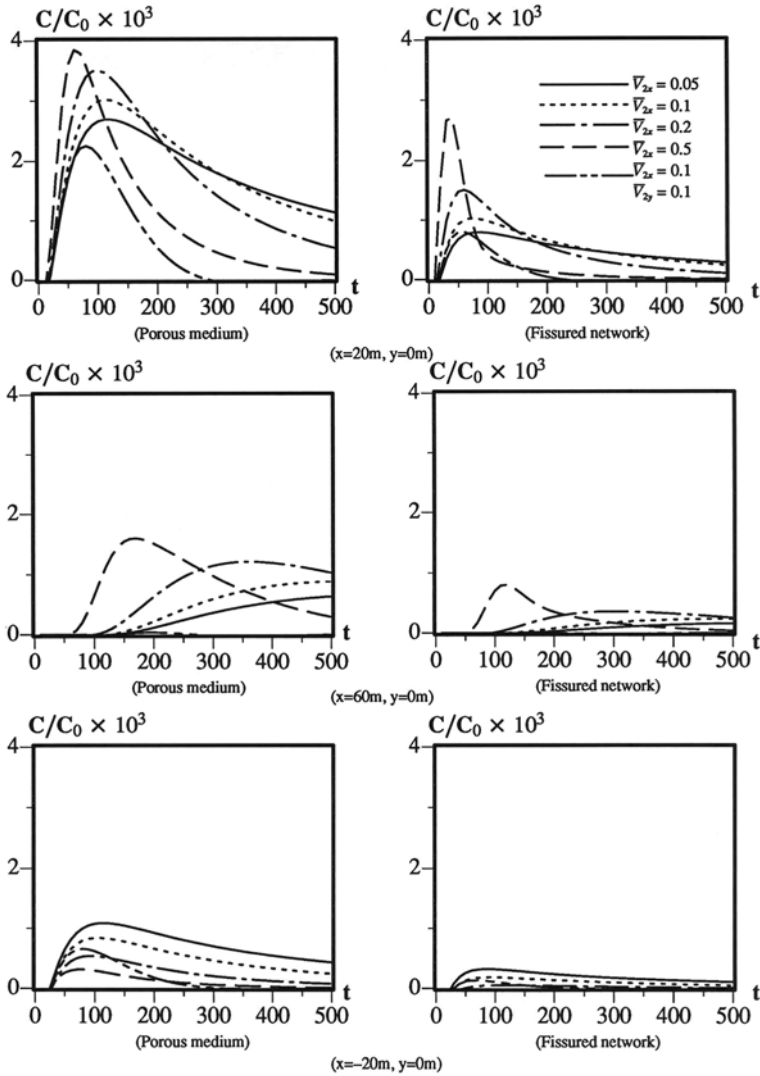 C/C₀ × 10³
4
2
0
0 100 200 300 400 500 t
(Porous medium)
C/C₀ × 10³
4
2
0
V̄₂ₓ = 0.05
V̄₂ₓ = 0.1
V̄₂ₓ = 0.2
V̄₂ₓ = 0.5
V̄₂ₓ = 0.1
V̄₂ᵧ = 0.1
0 100 200 300 400 500 t
(Fissured network)
(x=20m, y=0m)
C/C₀ × 10³
4
2
0
0 100 200 300 400 500 t
(Porous medium)
C/C₀ × 10³
4
2
0
0 100 200 300 400 500 t
(Fissured network)
(x=60m, y=0m)
C/C₀ × 10³
4
2
0
0 100 200 300 400 500 t
(Porous medium)
C/C₀ × 10³
4
2
0
0 100 200 300 400 500 t
(Fissured network)
(x=–20m, y=0m)